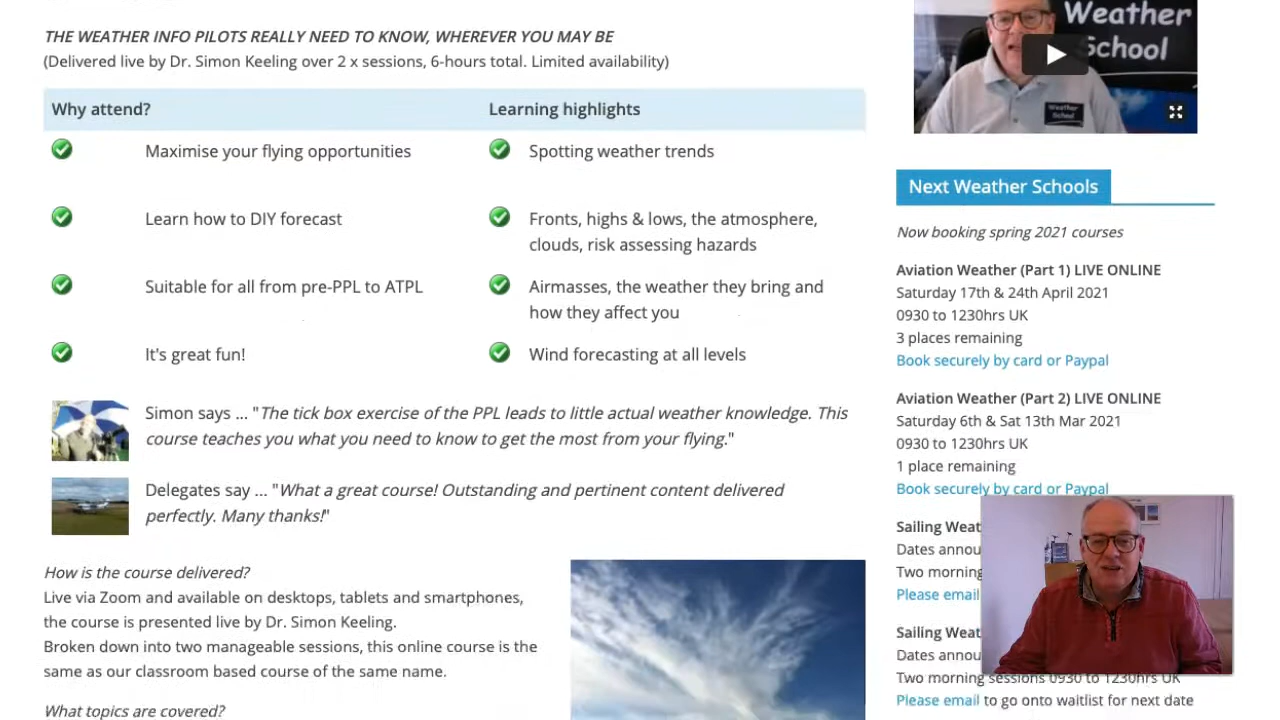 THE WEATHER INFO PILOTS REALLY NEED TO KNOW, WHEREVER YOU MAY BE
(Delivered live by Dr. Simon Keeling over 2 x sessions, 6-hours total. Limited availability)
Why attend?
Learning highlights
Maximise your flying opportunities
Spotting weather trends
Learn how to DIY forecast
Fronts, highs & lows, the atmosphere,
clouds, risk assessing hazards
Suitable for all from pre-PPL to ATPL
Airmasses, the weather they bring and
how they affect you
It's great fun!
Wind forecasting at all levels
Simon says ... "The tick box exercise of the PPL leads to little actual weather knowledge. This
course teaches you what you need to know to get the most from your flying."
Delegates say ... "What a great course! Outstanding and pertinent content delivered
perfectly. Many thanks!"
How is the course delivered?
Live via Zoom and available on desktops, tablets and smartphones,
the course is presented live by Dr. Simon Keeling.
Broken down into two manageable sessions, this online course is the
same as our classroom based course of the same name.
What topics are covered?
Weather
School
Weather
School
Next Weather Schools
Now booking spring 2021 courses
Aviation Weather (Part 1) LIVE ONLINE
Saturday 17th & 24th April 2021
0930 to 1230hrs UK
3 places remaining
Book securely by card or Paypal
Aviation Weather (Part 2) LIVE ONLINE
Saturday 6th & Sat 13th Mar 2021
0930 to 1230hrs UK
1 place remaining
Book securely by card or Paypal
Sailing Weat
Dates annou
Two morning
Please email
Sailing Weat
Dates annou
Two morning sessions 0930 to 1230hrs UK
Please email to go onto waitlist for next date